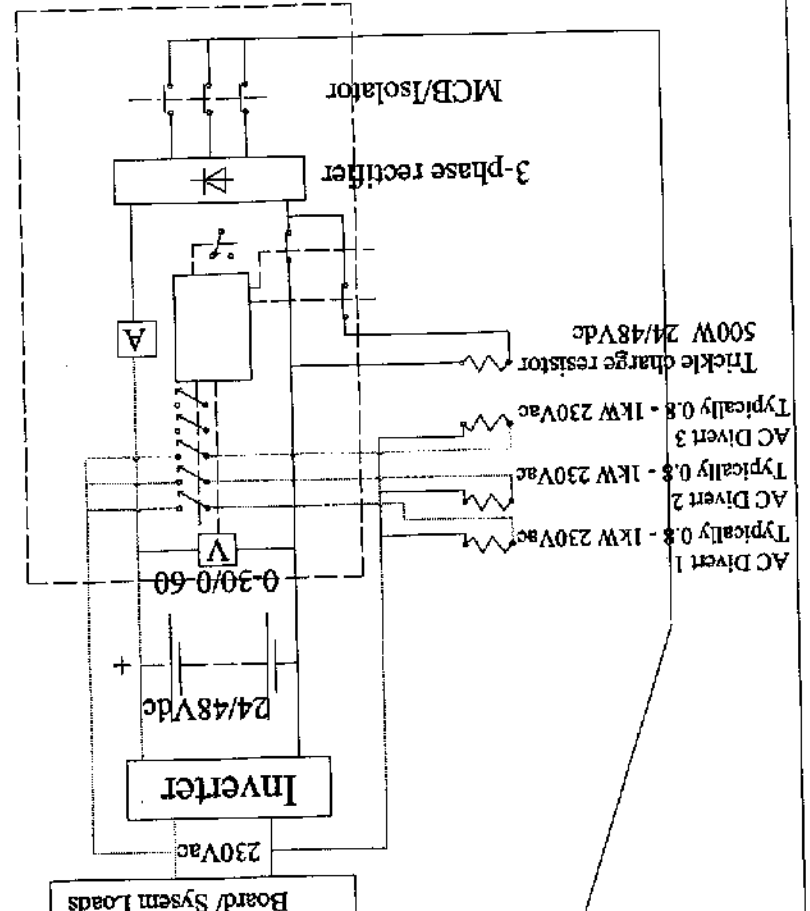 Board/ Sysem Loads
230Vac
Inverter
24/48Vdc
+
0-30/0-60
V
AC Divert 1
Typically 0.8 - 1kW 230Vac
AC Divert 2
Typically 0.8 - 1kW 230Vac
AC Divert 3
Typically 0.8 - 1kW 230Vac
Trickle charge resistor
500W 24/48Vdc
A
3-phase rectifier
MCB/Isolator